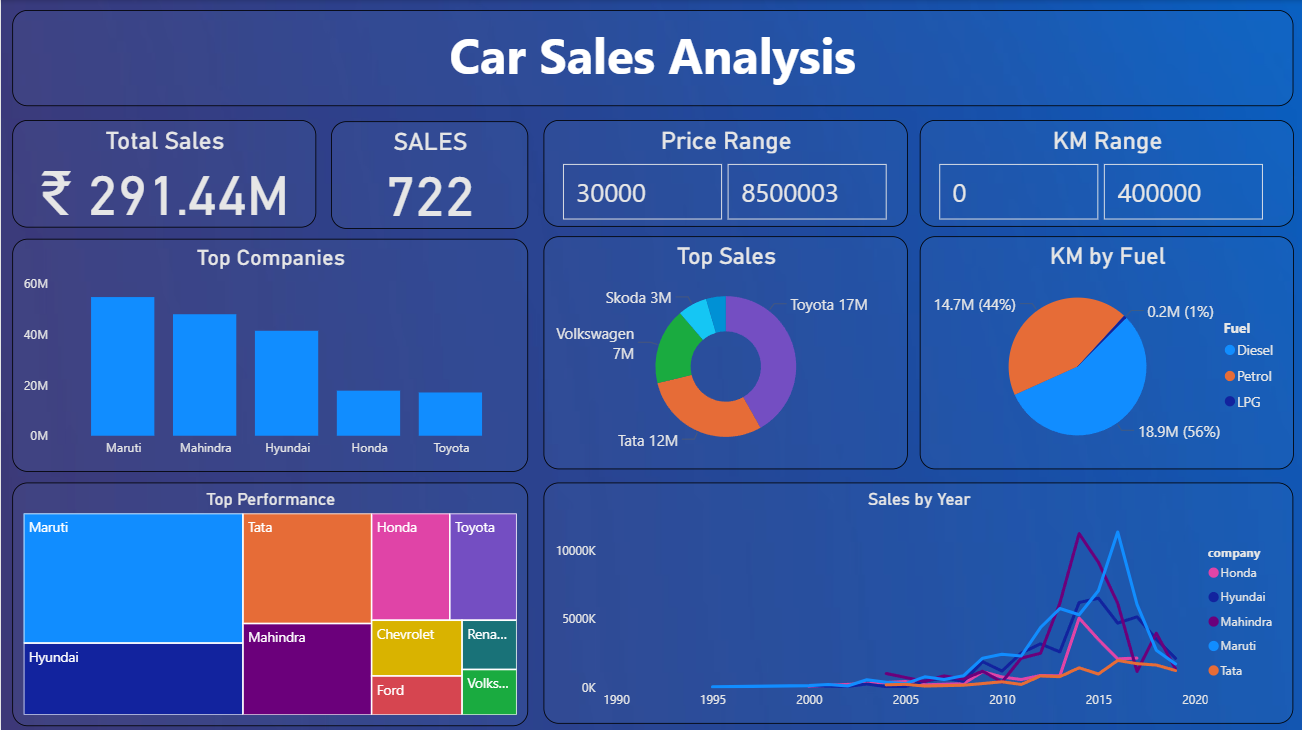 Car Sales Analysis
Total Sales
₹ 291.44M
SALES
722
Price Range
30000
8500003
KM Range
0
400000
Top Companies
60M
40M
20M
0M
Maruti
Mahindra
Hyundai
Honda
Toyota
Top Sales
Skoda 3M
Toyota 17M
Volkswagen
7M
Tata 12M
KM by Fuel
14.7M (44%)
0.2M (1%)
18.9M (56%)
Fuel
Diesel
Petrol
LPG
Top Performance
Maruti
Tata
Honda
Toyota
Hyundai
Mahindra
Chevrolet
Rena...
Ford
Volks...
Sales by Year
10000K
5000K
0K
1990
1995
2000
2005
2010
2015
2020
company
Honda
Hyundai
Mahindra
Maruti
Tata